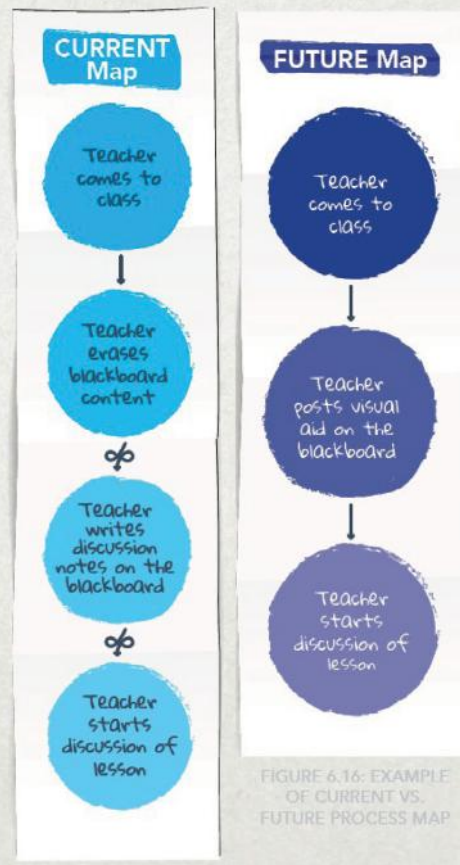 CURRENT
Map
Teacher
comes to
class
Teacher
erases
blackboard
content
Teacher
writes
discussion
notes on the
blackboard
Teacher
starts
discussion of
lesson
FUTURE Map
Teacher
comes to
class
Teacher
posts visual
aid on the
blackboard
Teacher
starts
discussion of
lesson
FIGURE 6.16: EXAMPLE
OF CURRENT VS.
FUTURE PROCESS MAP